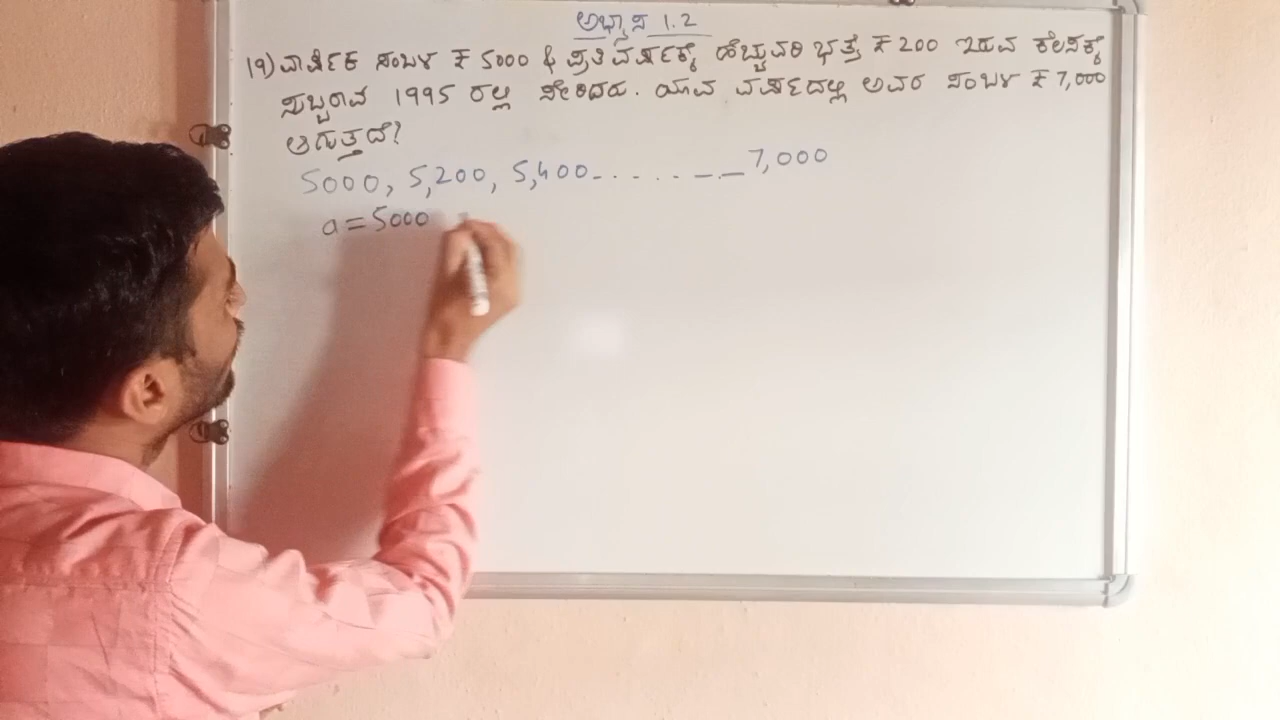 ಅಭ್ಯಾಸ 1.2
19) ವಾರ್ಷಿಕ ಸಂಬಳ ₹ 5000 & ಪ್ರತಿ ವರ್ಷಕ್ಕೆ ಹೆಚ್ಚುವರಿ ಭತ್ತೆ ₹ 200 ಇರುವ ಕೆಲಸಕ್ಕೆ
ಸುಬ್ಬರಾವ 1995 ರಲ್ಲಿ ಸೇರಿದರು. ಯಾವ ವರ್ಷದಲ್ಲಿ ಅವರ ಸಂಬಳ ₹ 7,000
ಆಗುತ್ತದೆ?
5000, 5,200, 5,400 - . . . . . - . - 7,000
a = 5000